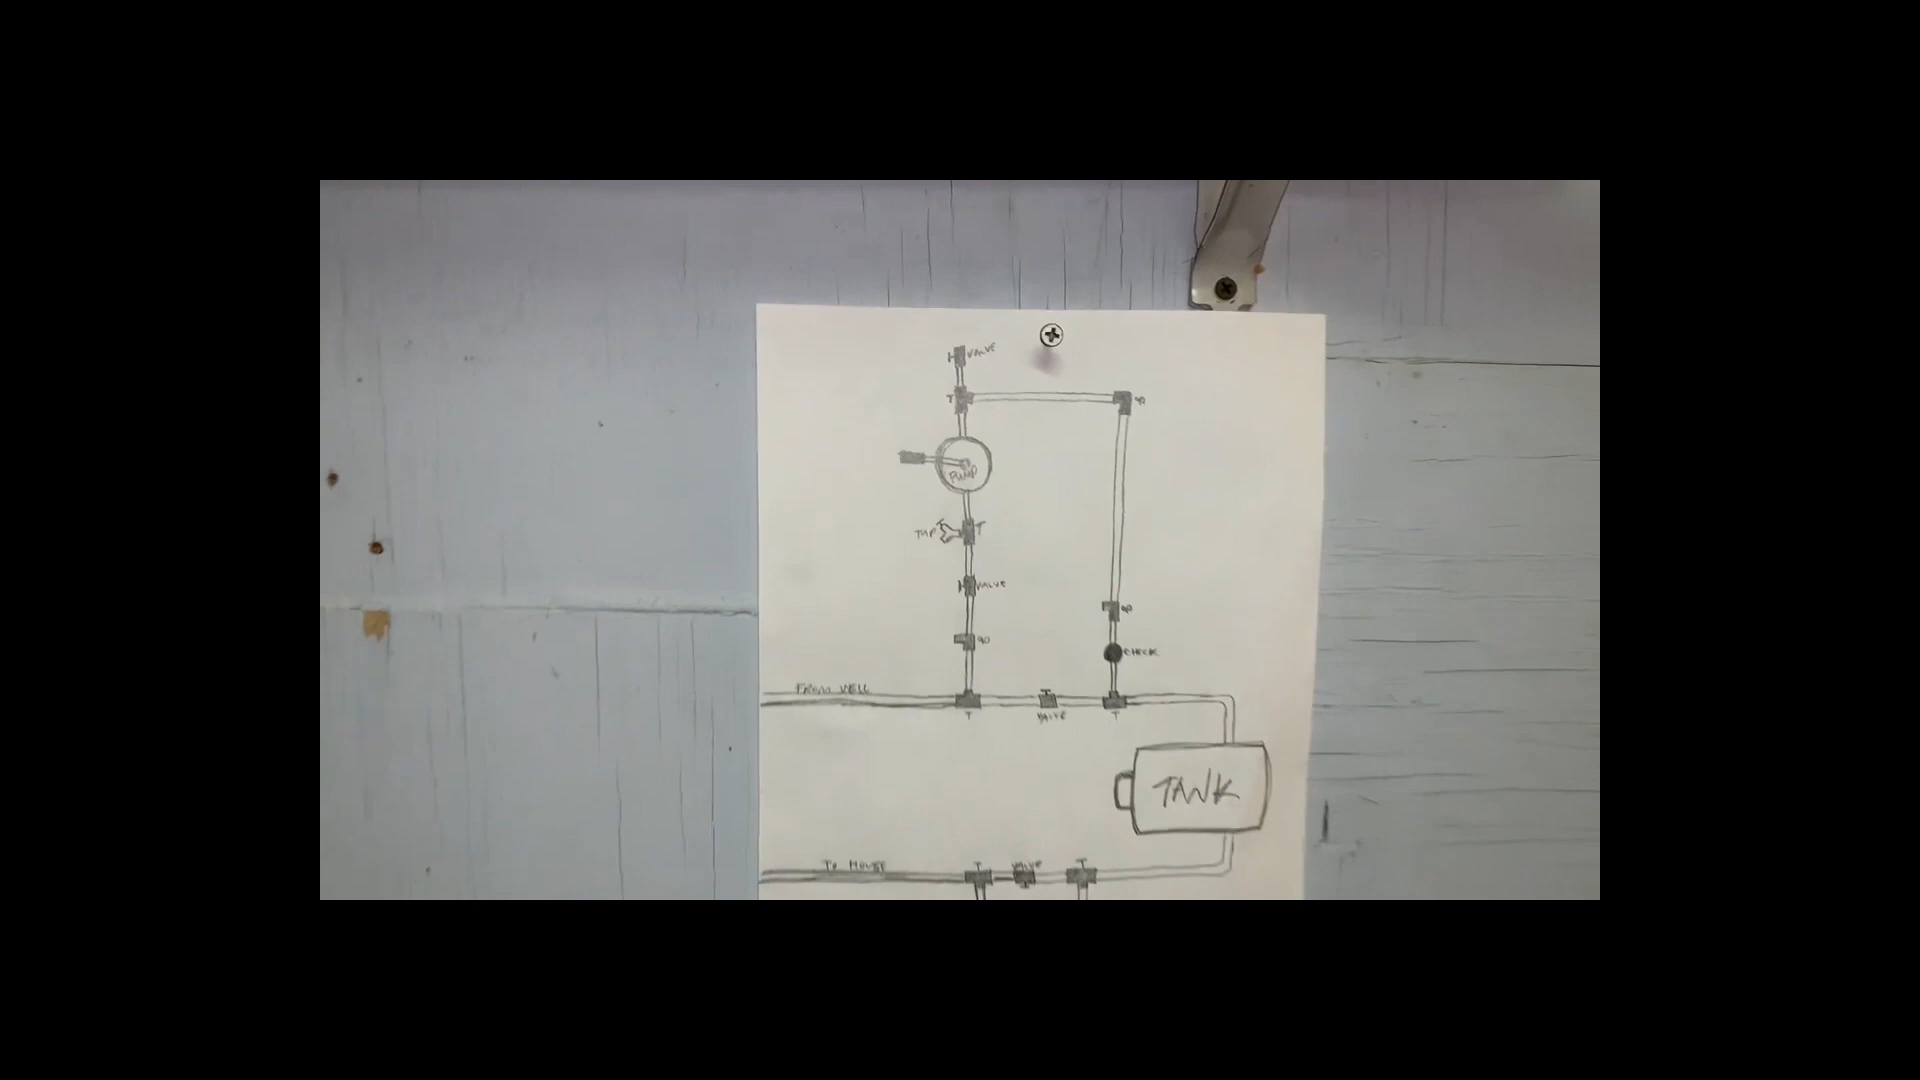 VALVE
T
90
PUMP
TAP T
VALVE
90
90
CHECK
FROM WELL
T
VALVE
T
TANK
TO HOUSE
T
VALVE
T